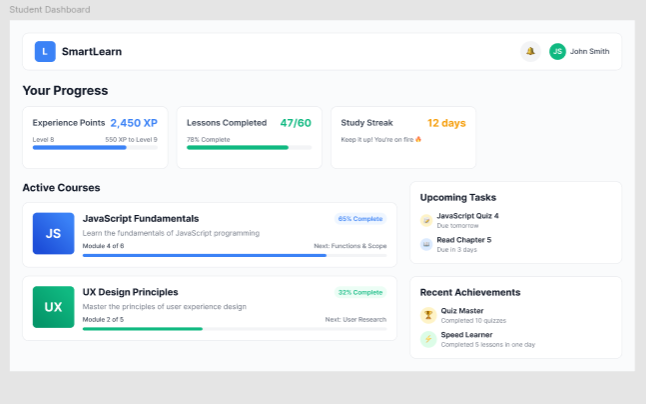 Student Dashboard
L SmartLearn
JS John Smith
Your Progress
Experience Points 2,450 XP
Level 8 550 XP to Level 9
Lessons Completed 47/60
78% Complete
Study Streak 12 days
Keep it up! You're on fire 🔥
Active Courses
JS
JavaScript Fundamentals 65% Complete
Learn the fundamentals of JavaScript programming
Module 4 of 6 Next: Functions & Scope
UX
UX Design Principles 32% Complete
Master the principles of user experience design
Module 2 of 5 Next: User Research
Upcoming Tasks
JavaScript Quiz 4
Due tomorrow
Read Chapter 5
Due in 3 days
Recent Achievements
Quiz Master
Completed 10 quizzes
Speed Learner
Completed 5 lessons in one day